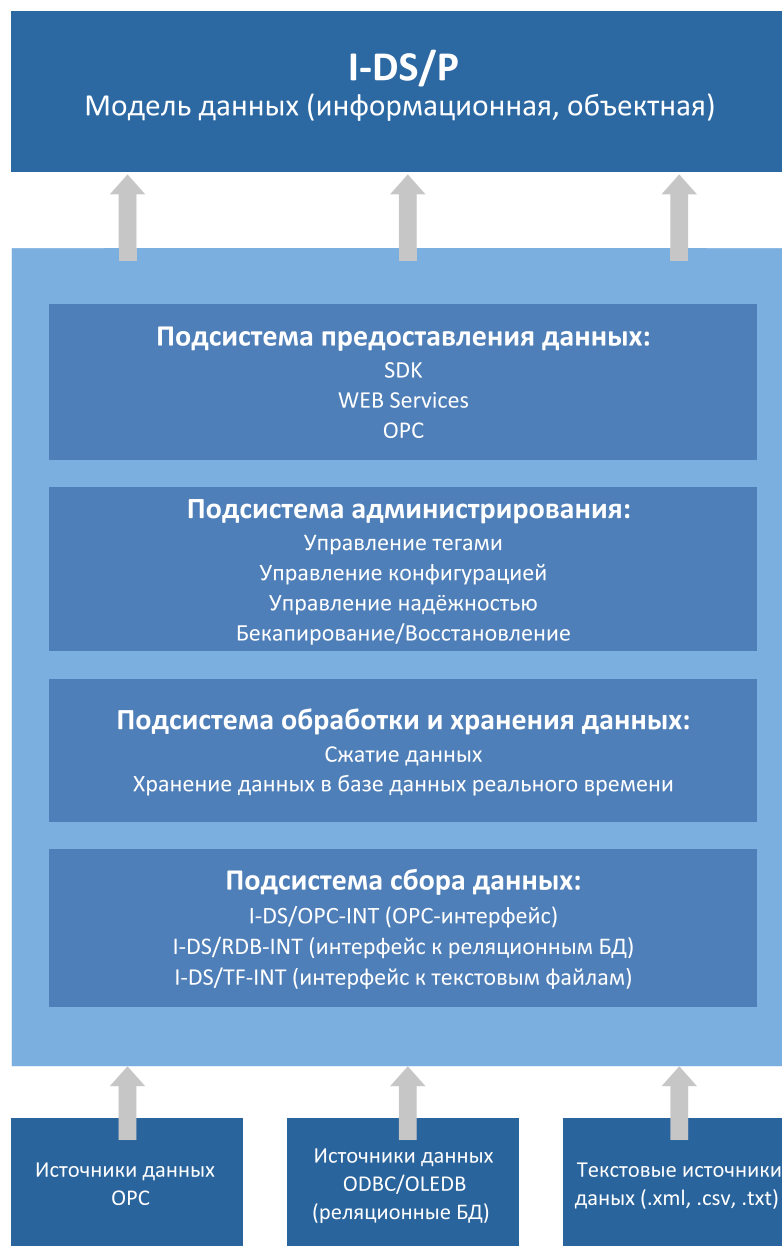 I-DS/P
Модель данных (информационная, объектная)
Подсистема предоставления данных:
SDK
WEB Services
OPC
Подсистема администрирования:
Управление тегами
Управление конфигурацией
Управление надёжностью
Бекапирование/Восстановление
Подсистема обработки и хранения данных:
Сжатие данных
Хранение данных в базе данных реального времени
Подсистема сбора данных:
I-DS/OPC-INT (OPC-интерфейс)
I-DS/RDB-INT (интерфейс к реляционным БД)
I-DS/TF-INT (интерфейс к текстовым файлам)
Источники данных
OPC
Источники данных
ODBC/OLEDB
(реляционные БД)
Текстовые источники
даных (.xml, .csv, .txt)